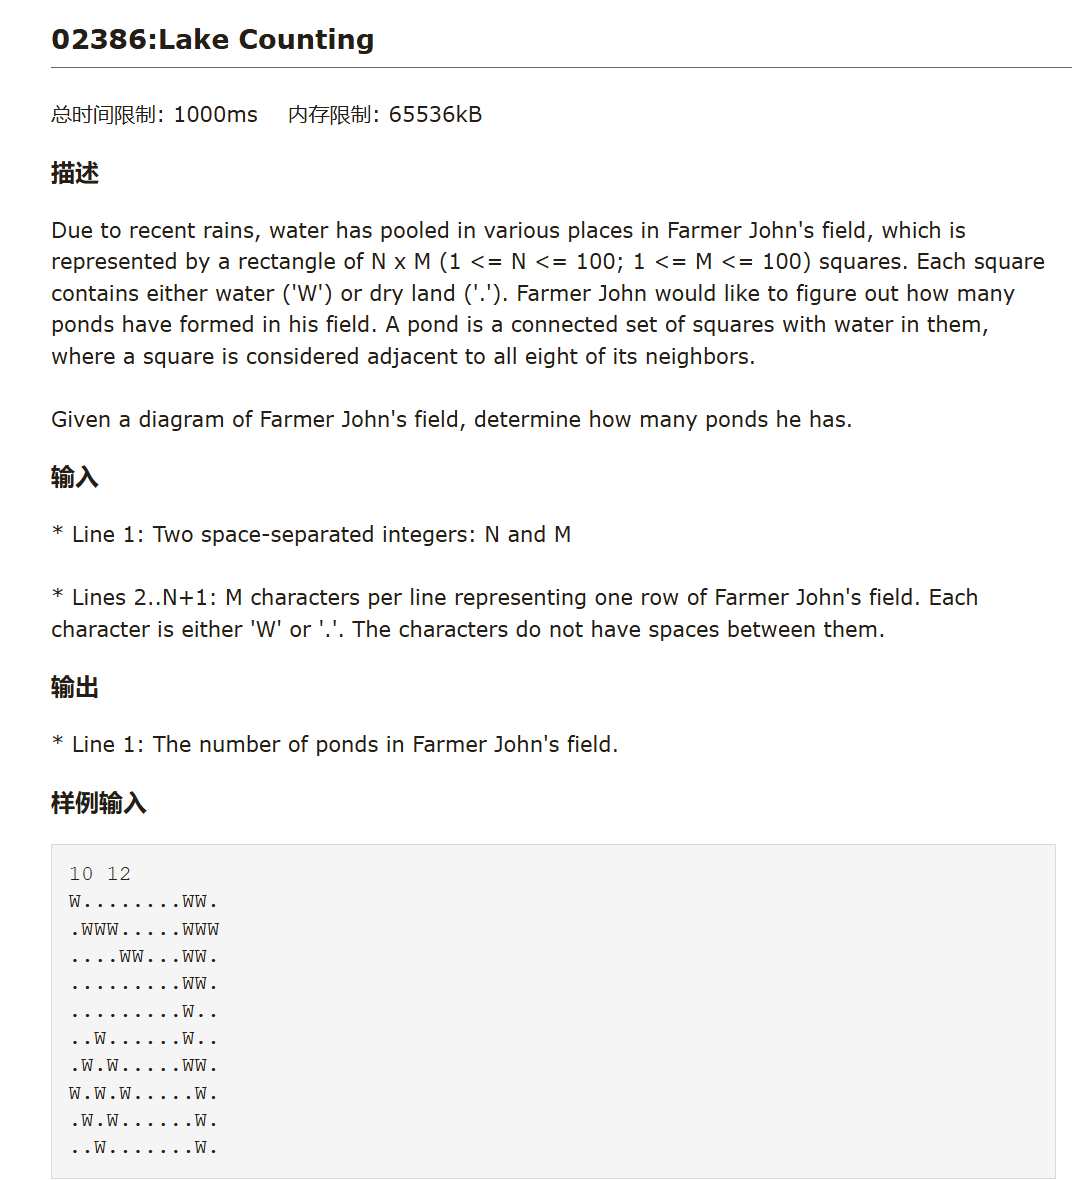 02386:Lake Counting
总时间限制: 1000ms 内存限制: 65536kB
描述
Due to recent rains, water has pooled in various places in Farmer John's field, which is
represented by a rectangle of N x M (1 <= N <= 100; 1 <= M <= 100) squares. Each square
contains either water ('W') or dry land ('.'). Farmer John would like to figure out how many
ponds have formed in his field. A pond is a connected set of squares with water in them,
where a square is considered adjacent to all eight of its neighbors.
Given a diagram of Farmer John's field, determine how many ponds he has.
输入
* Line 1: Two space-separated integers: N and M
* Lines 2..N+1: M characters per line representing one row of Farmer John's field. Each
character is either 'W' or '.'. The characters do not have spaces between them.
输出
* Line 1: The number of ponds in Farmer John's field.
样例输入
10 12
W........WW.
.WWW.....WWW
....WW...WW.
.........WW.
.........W..
..W......W..
.W.W.....WW.
W.W.W.....W.
.W.W......W.
..W.......W.